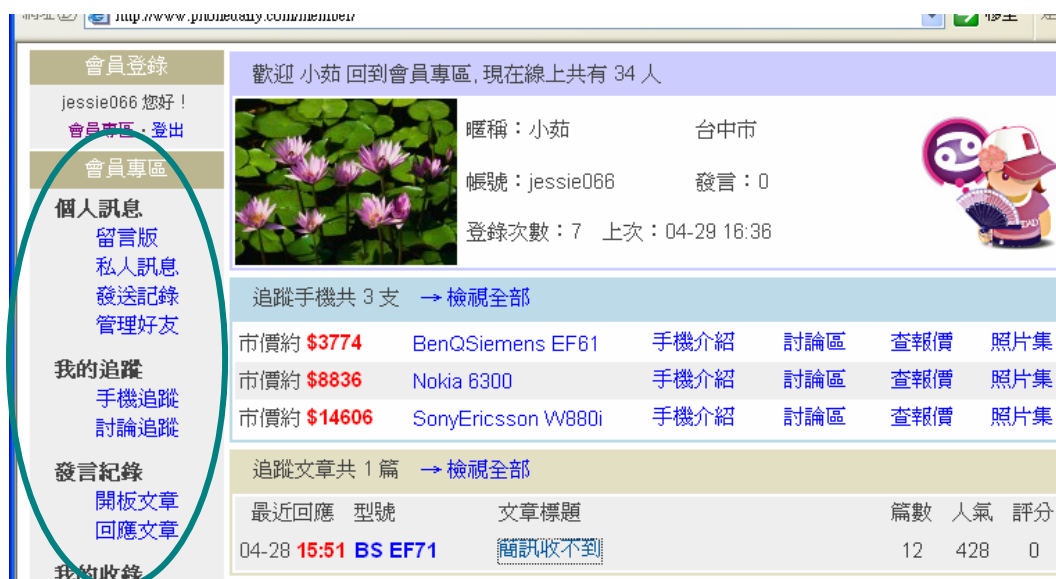 http://www.phonedaily.com/member/
移至
會員登錄
jessie066 您好！
會員專區‧登出
會員專區
個人訊息
留言版
私人訊息
發送記錄
管理好友
我的追蹤
手機追蹤
討論追蹤
發言紀錄
開板文章
回應文章
我的收錄
歡迎 小茹 回到會員專區, 現在線上共有 34 人
暱稱：小茹 台中市
帳號：jessie066 發言：0
登錄次數：7 上次：04-29 16:36
追蹤手機共 3 支 → 檢視全部
市價約 $3774 BenQSiemens EF61 手機介紹 討論區 查報價 照片集
市價約 $8836 Nokia 6300 手機介紹 討論區 查報價 照片集
市價約 $14606 SonyEricsson W880i 手機介紹 討論區 查報價 照片集
追蹤文章共 1 篇 → 檢視全部
最近回應 型號 文章標題 篇數 人氣 評分
04-28 15:51 BS EF71 簡訊收不到 12 428 0